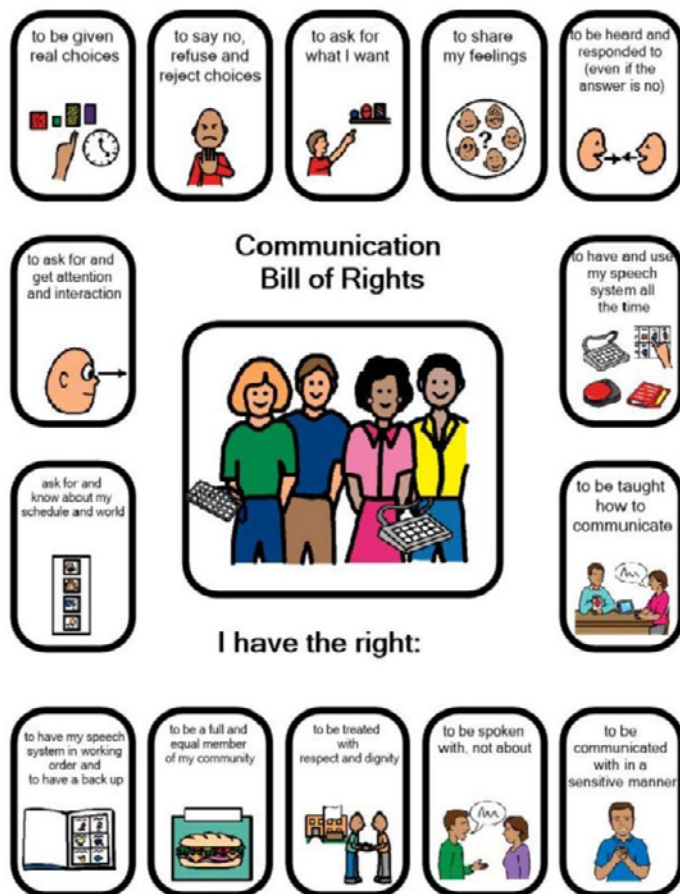 to be given
real choices
to say no,
refuse and
reject choices
to ask for
what I want
to share
my feelings
to be heard and
responded to
(even if the
answer is no)
?
to ask for and
get attention
and interaction
Communication
Bill of Rights
to have and use
my speech
system all
the time
ask for and
know about my
schedule and world
to be taught
how to
communicate
I have the right:
to have my speech
system in working
order and
to have a back up
to be a full and
equal member
of my community
to be treated
with
respect and dignity
to be spoken
with, not about
to be
communicated
with in a
sensitive manner